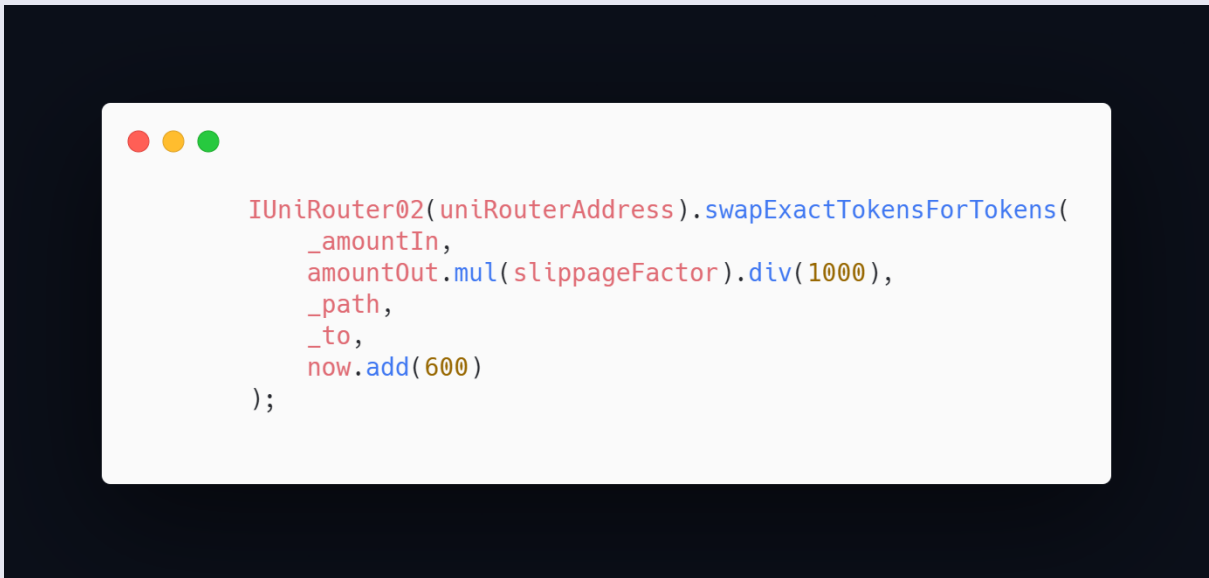 IUniRouter02(uniRouterAddress).swapExactTokensForTokens(
_amountIn,
amountOut.mul(slippageFactor).div(1000),
_path,
_to,
now.add(600)
);